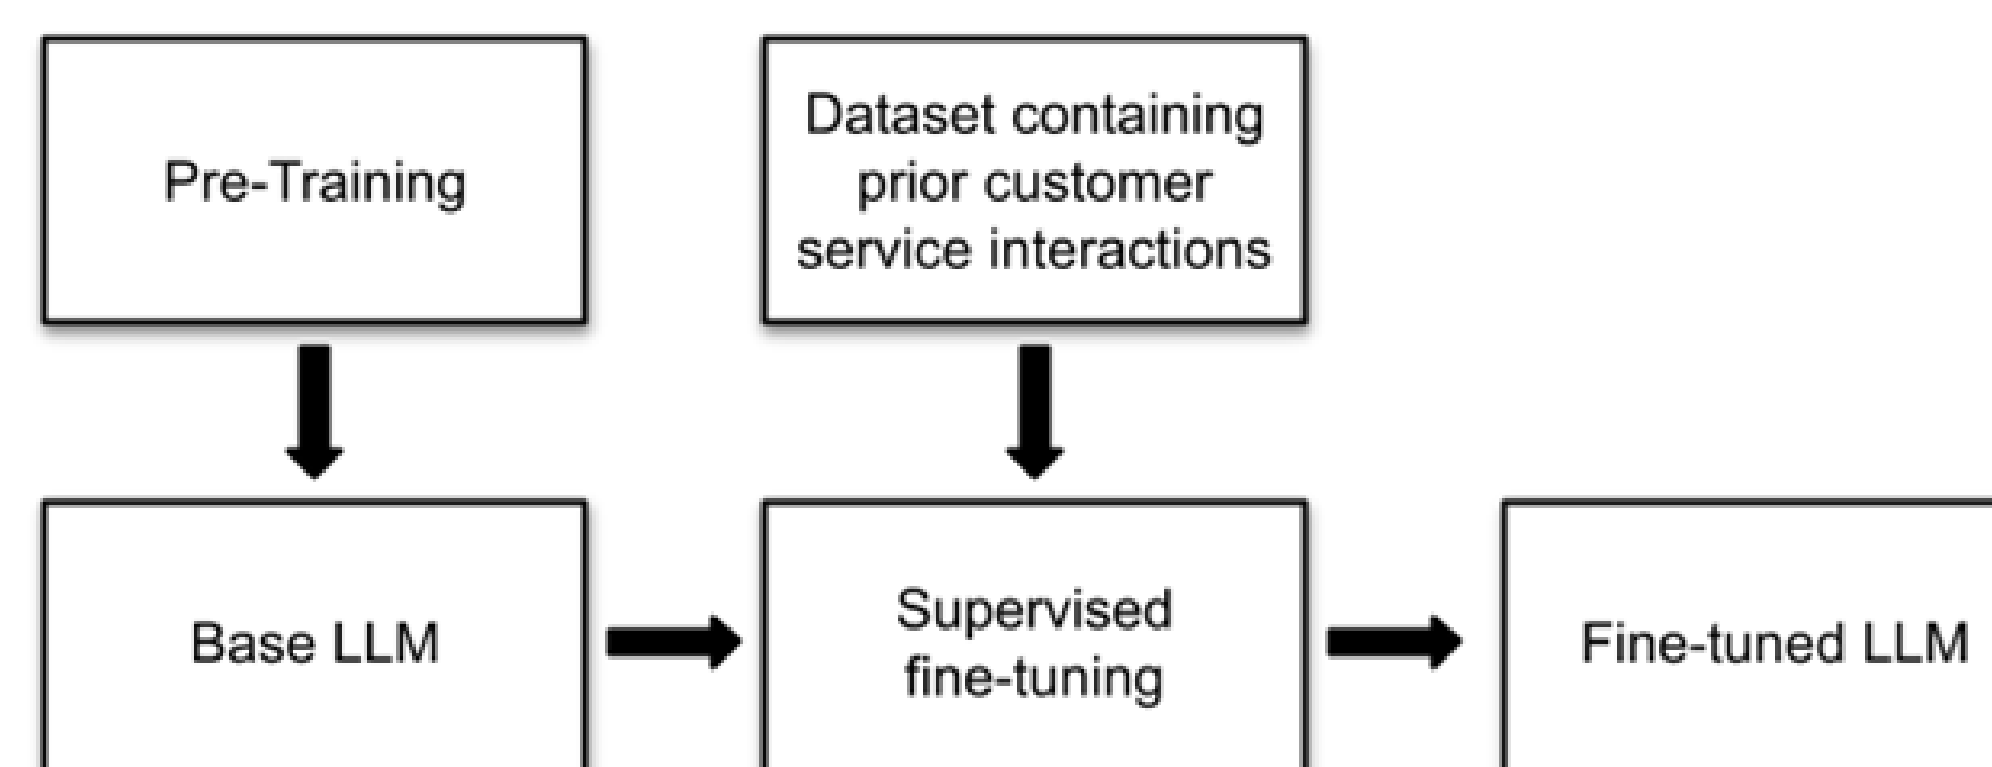 Pre-Training
Dataset containing
prior customer
service interactions
Base LLM
Supervised
fine-tuning
Fine-tuned LLM